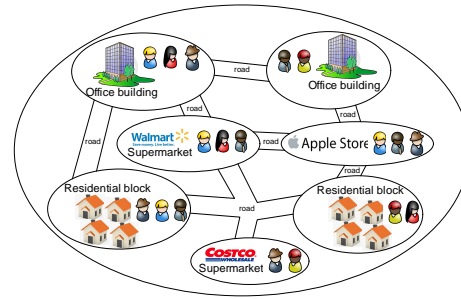 road
Office building
Office building
road
road
road
Walmart
Save money. Live better.
Supermarket
road
Apple Store
road
Residential block
road
Residential block
COSTCO
WHOLESALE
Supermarket